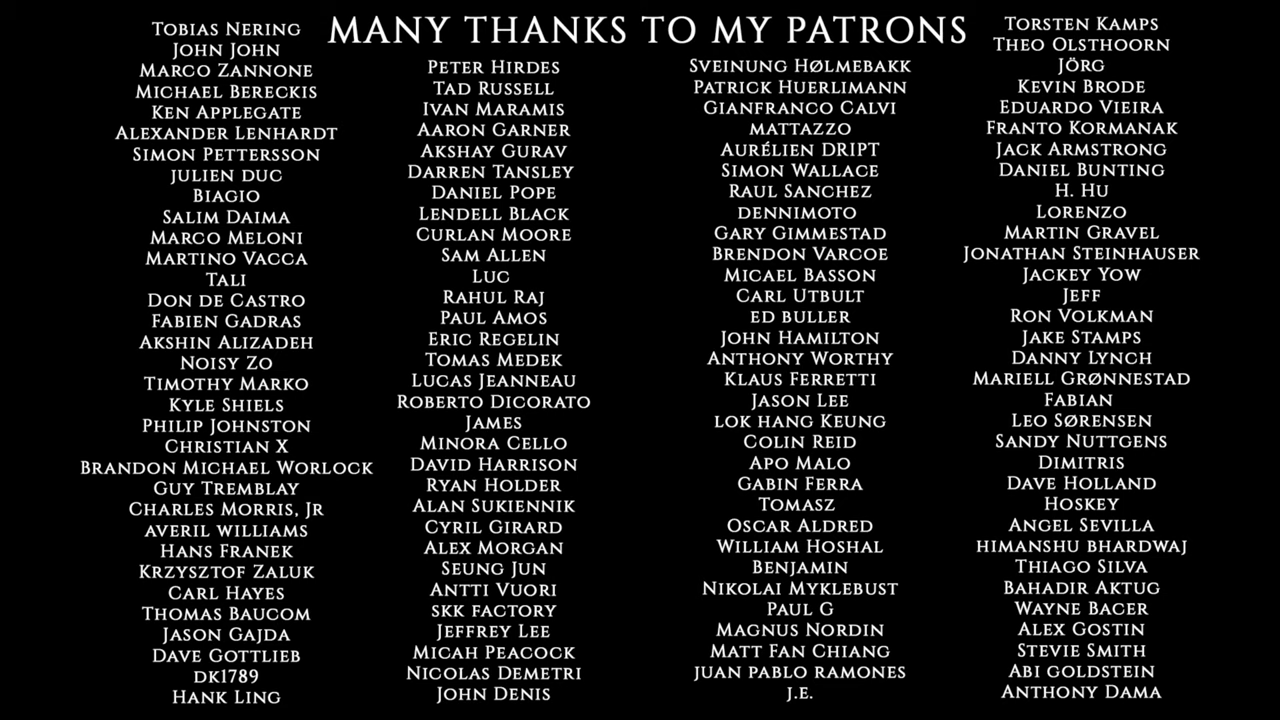 MANY THANKS TO MY PATRONS
TOBIAS NERING
JOHN JOHN
MARCO ZANNONE
MICHAEL BERECKIS
KEN APPLEGATE
ALEXANDER LENHARDT
SIMON PETTERSSON
JULIEN DUC
BIAGIO
SALIM DAIMA
MARCO MELONI
MARTINO VACCA
TALI
DON DE CASTRO
FABIEN GADRAS
AKSHIN ALIZADEH
NOISY ZO
TIMOTHY MARKO
KYLE SHIELS
PHILIP JOHNSTON
CHRISTIAN X
BRANDON MICHAEL WORLOCK
GUY TREMBLAY
CHARLES MORRIS, JR
AVERIL WILLIAMS
HANS FRANEK
KRZYSZTOF ZALUK
CARL HAYES
THOMAS BAUCOM
JASON GAJDA
DAVE GOTTLIEB
DK1789
HANK LING
PETER HIRDES
TAD RUSSELL
IVAN MARAMIS
AARON GARNER
AKSHAY GURAV
DARREN TANSLEY
DANIEL POPE
LENDELL BLACK
CURLAN MOORE
SAM ALLEN
LUC
RAHUL RAJ
PAUL AMOS
ERIC REGELIN
TOMAS MEDEK
LUCAS JEANNEAU
ROBERTO DICORATO
JAMES
MINORA CELLO
DAVID HARRISON
RYAN HOLDER
ALAN SUKIENNIK
CYRIL GIRARD
ALEX MORGAN
SEUNG JUN
ANTTI VUORI
SKK FACTORY
JEFFREY LEE
MICAH PEACOCK
NICOLAS DEMETRI
JOHN DENIS
SVEINUNG HØLMEBAKK
PATRICK HUERLIMANN
GIANFRANCO CALVI
MATTAZZO
AURÉLIEN DRIPT
SIMON WALLACE
RAUL SANCHEZ
DENNIMOTO
GARY GIMMESTAD
BRENDON VARCOE
MICAEL BASSON
CARL UTBULT
ED BULLER
JOHN HAMILTON
ANTHONY WORTHY
KLAUS FERRETTI
JASON LEE
LOK HANG KEUNG
COLIN REID
APO MALO
GABIN FERRA
TOMASZ
OSCAR ALDRED
WILLIAM HOSHAL
BENJAMIN
NIKOLAI MYKLEBUST
PAUL G
MAGNUS NORDIN
MATT FAN CHIANG
JUAN PABLO RAMONES
J.E.
TORSTEN KAMPS
THEO OLSTHOORN
JÖRG
KEVIN BRODE
EDUARDO VIEIRA
FRANTO KORMANAK
JACK ARMSTRONG
DANIEL BUNTING
H. HU
LORENZO
MARTIN GRAVEL
JONATHAN STEINHAUSER
JACKEY YOW
JEFF
RON VOLKMAN
JAKE STAMPS
DANNY LYNCH
MARIELL GRØNNESTAD
FABIAN
LEO SØRENSEN
SANDY NUTTGENS
DIMITRIS
DAVE HOLLAND
HOSKEY
ANGEL SEVILLA
HIMANSHU BHARDWAJ
THIAGO SILVA
BAHADIR AKTUG
WAYNE BACER
ALEX GOSTIN
STEVIE SMITH
ABI GOLDSTEIN
ANTHONY DAMA